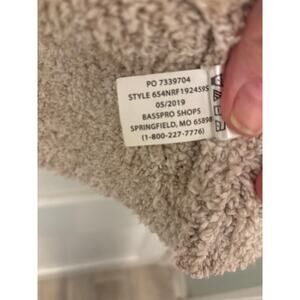 PO 7339704
STYLE 654NRF192459S
05/2019
BASSPRO SHOPS
SPRINGFIELD, MO 65898
(1-800-227-7776)